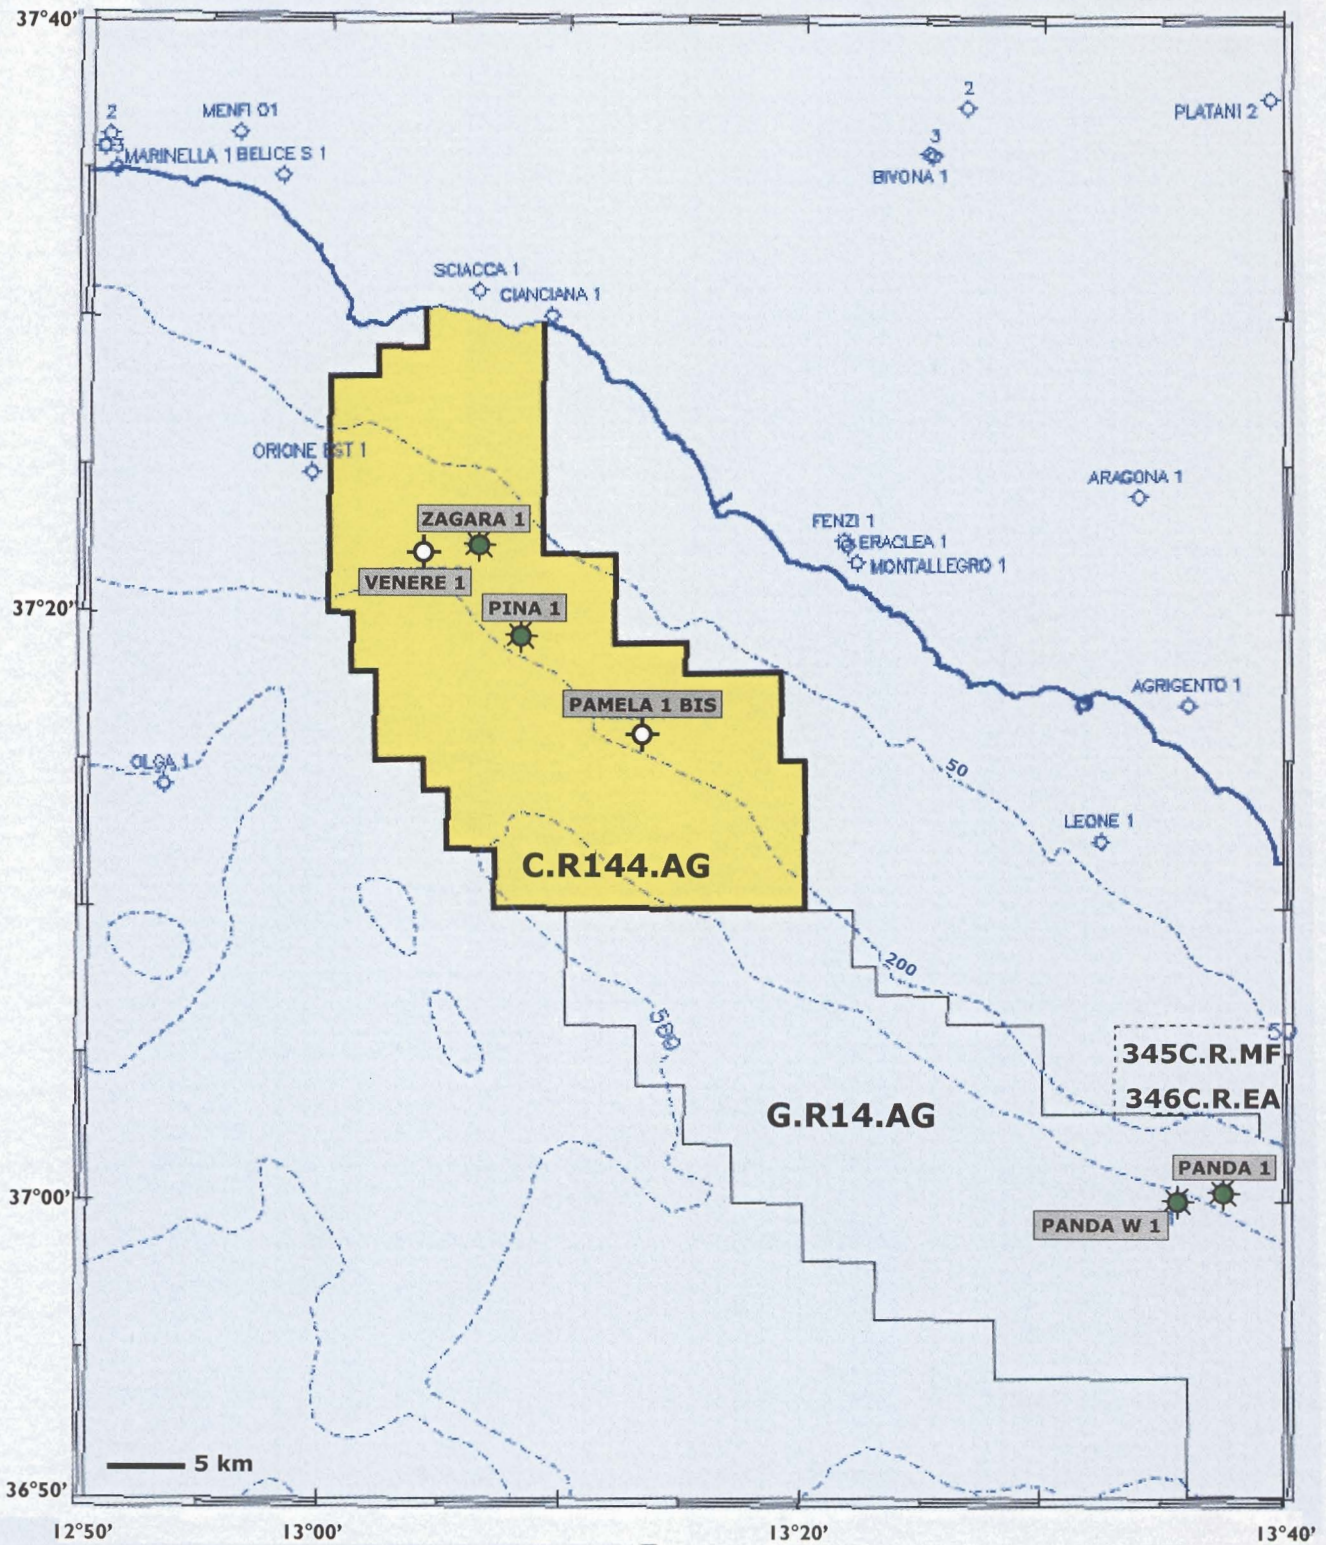 37°40'
2
MENFI 01
2
PLATANI 2
3
MARINELLA 1
BELICE S 1
3
BIVONA 1
SCIACCA 1
CIANCIANA 1
ORIONE EST 1
ARAGONA 1
ZAGARA 1
FENZI 1
ERACLEA 1
MONTALLEGRO 1
VENERE 1
37°20'
PINA 1
AGRIGENTO 1
PAMELA 1 BIS
OLGA 1
50
LEONE 1
C.R144.AG
200
500
50
345C.R.MF
346C.R.EA
G.R14.AG
PANDA 1
37°00'
PANDA W 1
5 km
36°50'
12°50'
13°00'
13°20'
13°40'